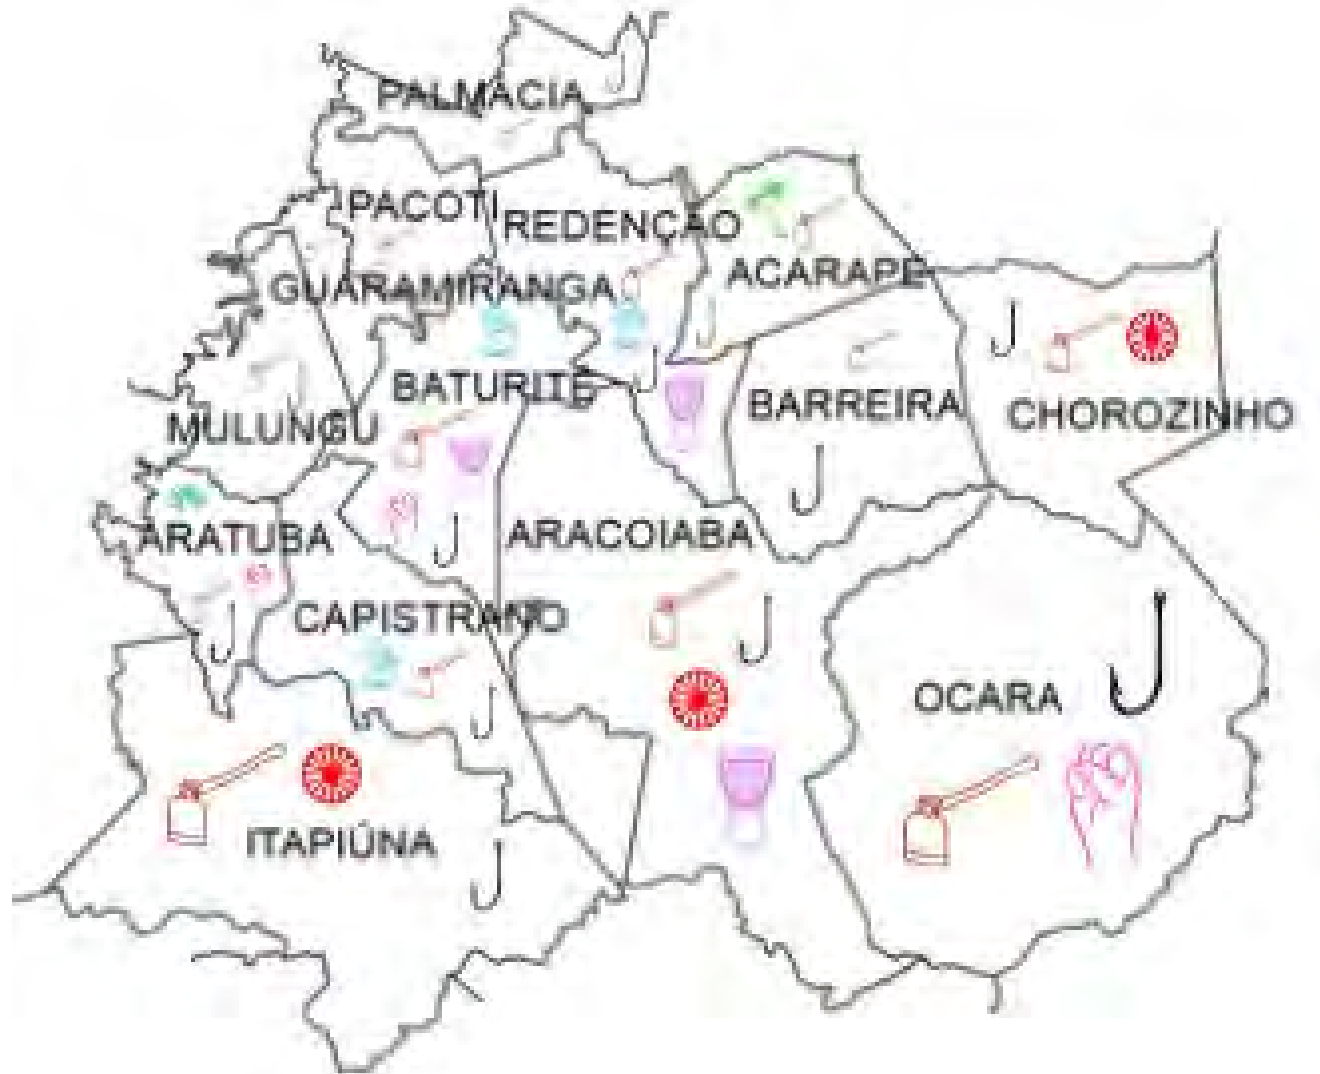 PALMÁCIA
PACOTI
REDENÇÃO
ACARAPE
GUARAMIRANGA
BATURITÉ
BARREIRA
CHOROZINHO
MULUNGU
ARATUBA
ARACOIABA
CAPISTRANO
OCARA
ITAPIÚNA